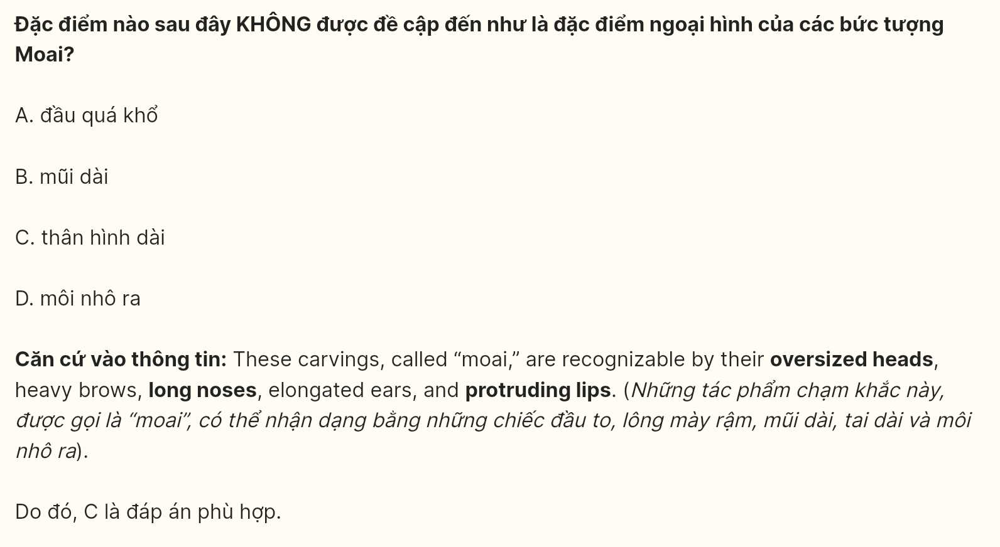 Đặc điểm nào sau đây KHÔNG được đề cập đến như là đặc điểm ngoại hình của các bức tượng
Moai?
A. đầu quá khổ
B. mũi dài
C. thân hình dài
D. môi nhô ra
Căn cứ vào thông tin: These carvings, called “moai,” are recognizable by their oversized heads,
heavy brows, long noses, elongated ears, and protruding lips. (Những tác phẩm chạm khắc này,
được gọi là “moai”, có thể nhận dạng bằng những chiếc đầu to, lông mày rậm, mũi dài, tai dài và môi
nhô ra).
Do đó, C là đáp án phù hợp.